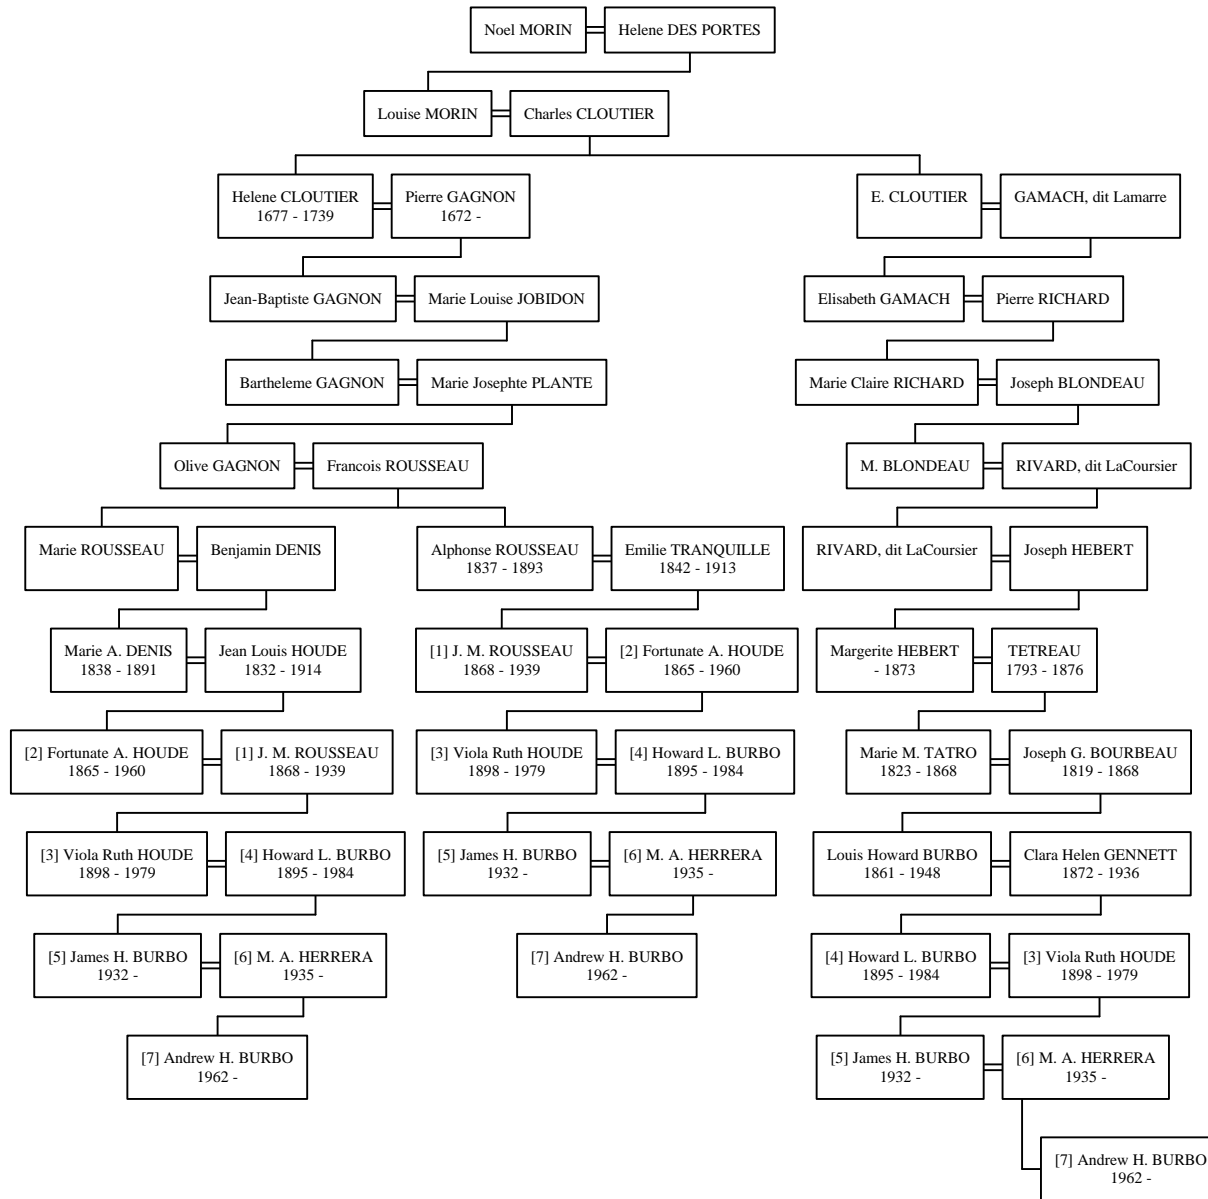 Noel MORIN
Helene DES PORTES
Louise MORIN
Charles CLOUTIER
Helene CLOUTIER
1677 - 1739
Pierre GAGNON
1672 -
E. CLOUTIER
GAMACH, dit Lamarre
Jean-Baptiste GAGNON
Marie Louise JOBIDON
Elisabeth GAMACH
Pierre RICHARD
Bartheleme GAGNON
Marie Josephte PLANTE
Marie Claire RICHARD
Joseph BLONDEAU
Olive GAGNON
Francois ROUSSEAU
M. BLONDEAU
RIVARD, dit LaCoursier
Marie ROUSSEAU
Benjamin DENIS
Alphonse ROUSSEAU
1837 - 1893
Emilie TRANQUILLE
1842 - 1913
RIVARD, dit LaCoursier
Joseph HEBERT
Marie A. DENIS
1838 - 1891
Jean Louis HOUDE
1832 - 1914
[1] J. M. ROUSSEAU
1868 - 1939
[2] Fortunate A. HOUDE
1865 - 1960
Margerite HEBERT
- 1873
TETREAU
1793 - 1876
[2] Fortunate A. HOUDE
1865 - 1960
[1] J. M. ROUSSEAU
1868 - 1939
[3] Viola Ruth HOUDE
1898 - 1979
[4] Howard L. BURBO
1895 - 1984
Marie M. TATRO
1823 - 1868
Joseph G. BOURBEAU
1819 - 1868
[3] Viola Ruth HOUDE
1898 - 1979
[4] Howard L. BURBO
1895 - 1984
[5] James H. BURBO
1932 -
[6] M. A. HERRERA
1935 -
Louis Howard BURBO
1861 - 1948
Clara Helen GENNETT
1872 - 1936
[5] James H. BURBO
1932 -
[6] M. A. HERRERA
1935 -
[7] Andrew H. BURBO
1962 -
[4] Howard L. BURBO
1895 - 1984
[3] Viola Ruth HOUDE
1898 - 1979
[7] Andrew H. BURBO
1962 -
[5] James H. BURBO
1932 -
[6] M. A. HERRERA
1935 -
[7] Andrew H. BURBO
1962 -